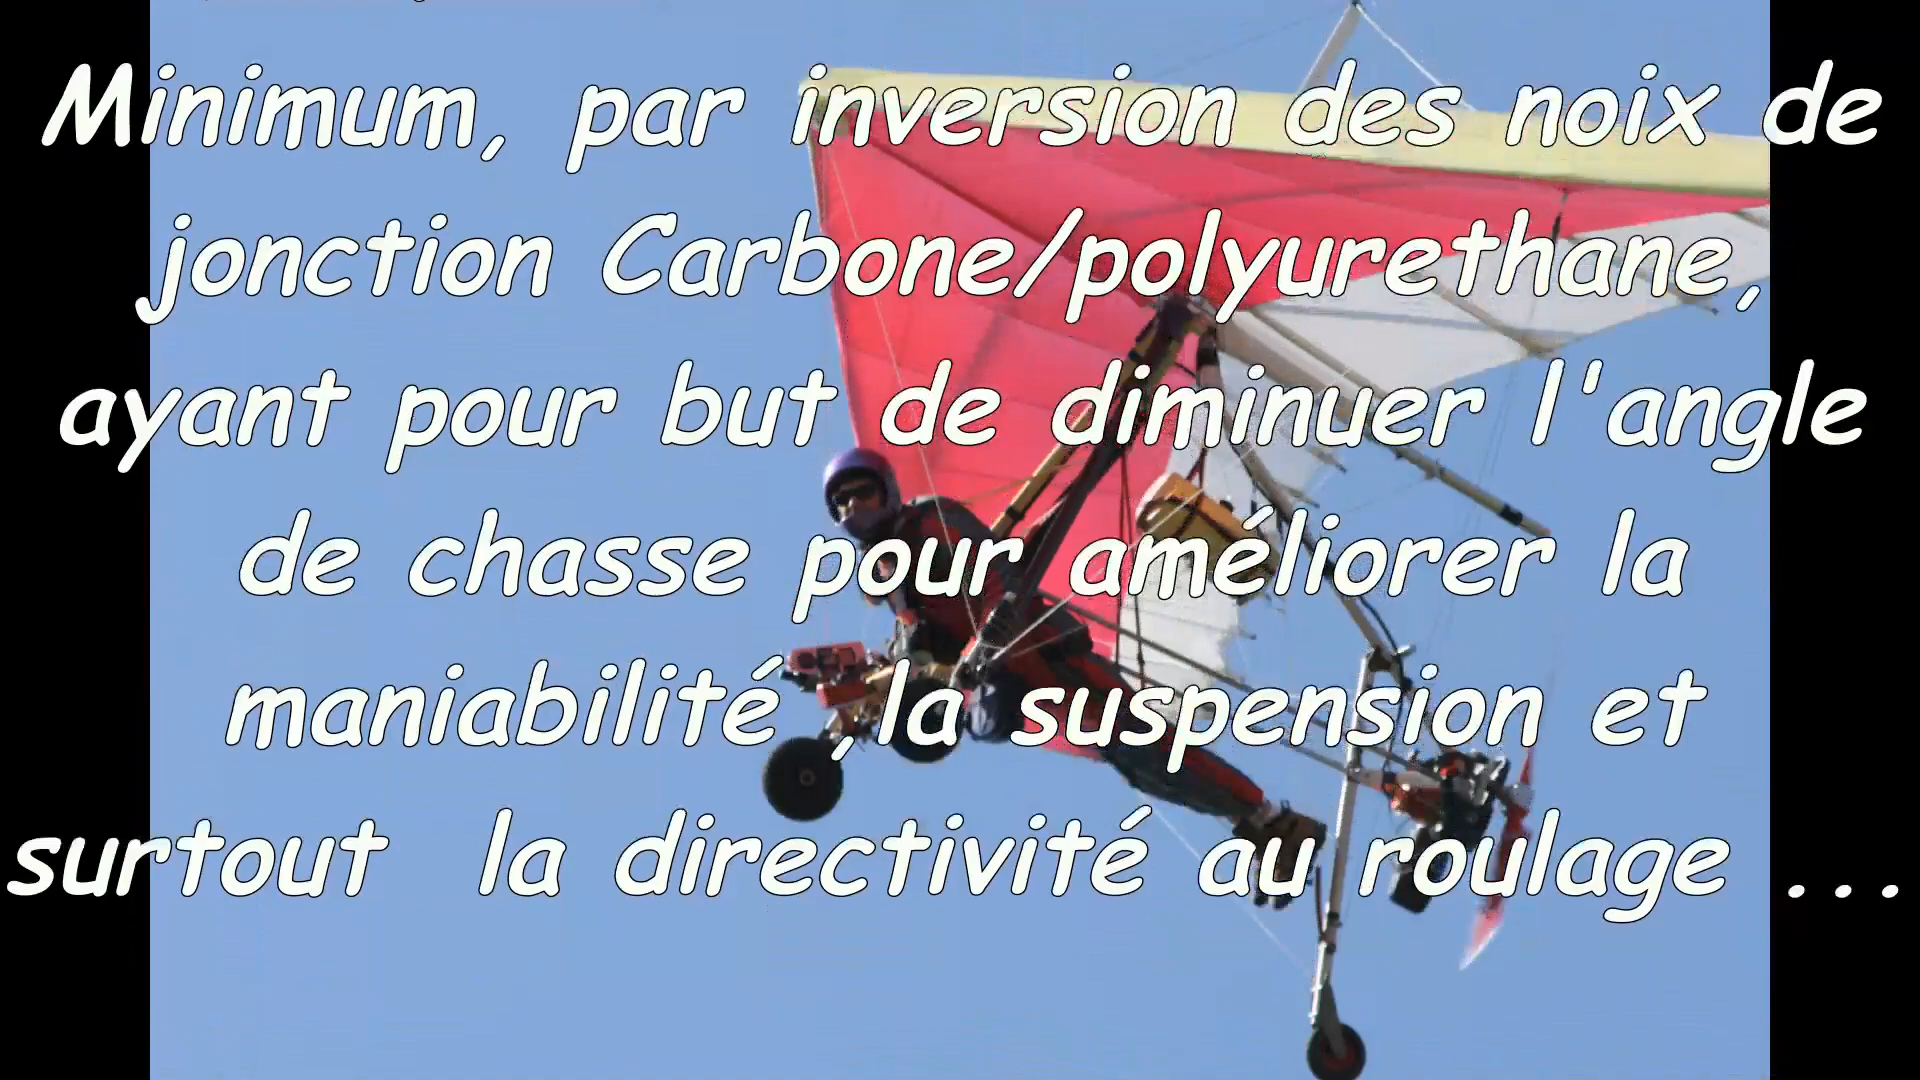 Minimum, par inversion des noix de
jonction Carbone/polyurethane,
ayant pour but de diminuer l'angle
de chasse pour améliorer la
maniabilité ,la suspension et
surtout la directivité au roulage ...